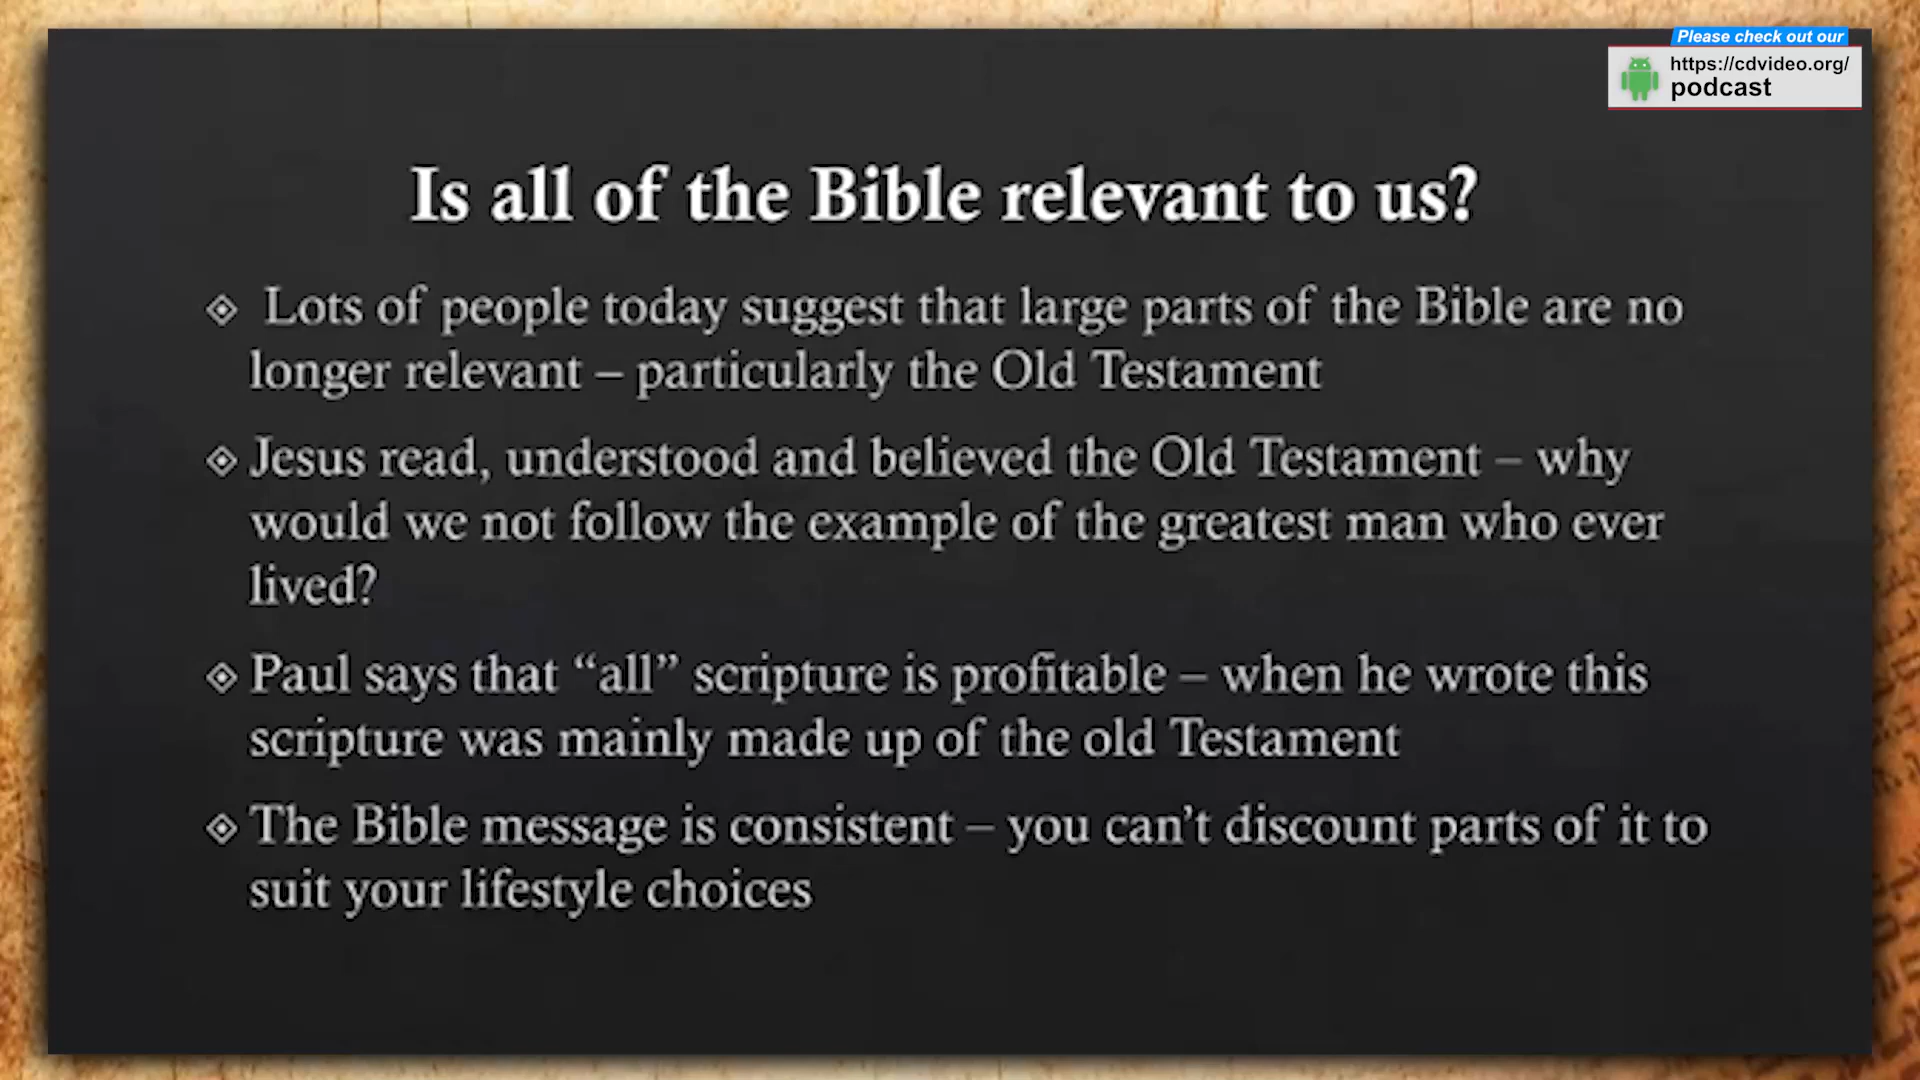 Please check out our
https://cdvideo.org/
podcast
Is all of the Bible relevant to us?
Lots of people today suggest that large parts of the Bible are no
longer relevant – particularly the Old Testament
Jesus read, understood and believed the Old Testament – why
would we not follow the example of the greatest man who ever
lived?
Paul says that “all” scripture is profitable – when he wrote this
scripture was mainly made up of the old Testament
The Bible message is consistent – you can’t discount parts of it to
suit your lifestyle choices